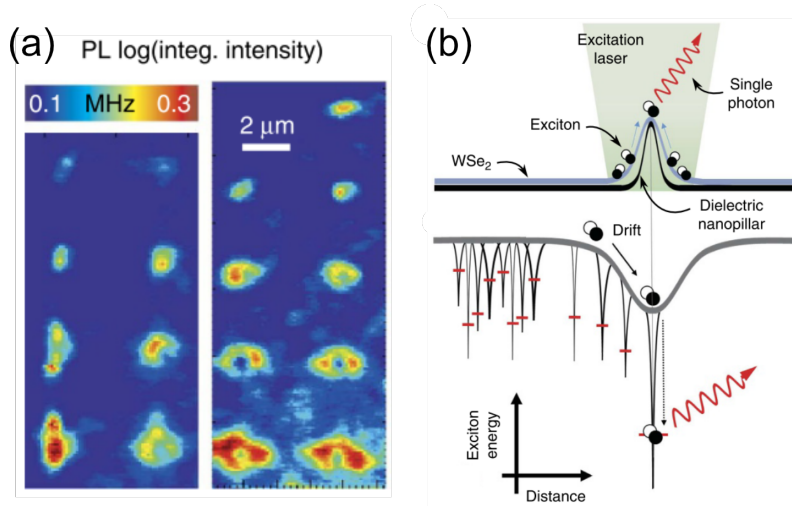 (a)
PL log(integ. intensity)
0.1 MHz 0.3
2 μm
(b)
Excitation
laser
Single
photon
Exciton
WSe2
Dielectric
nanopillar
Drift
Exciton
energy
Distance